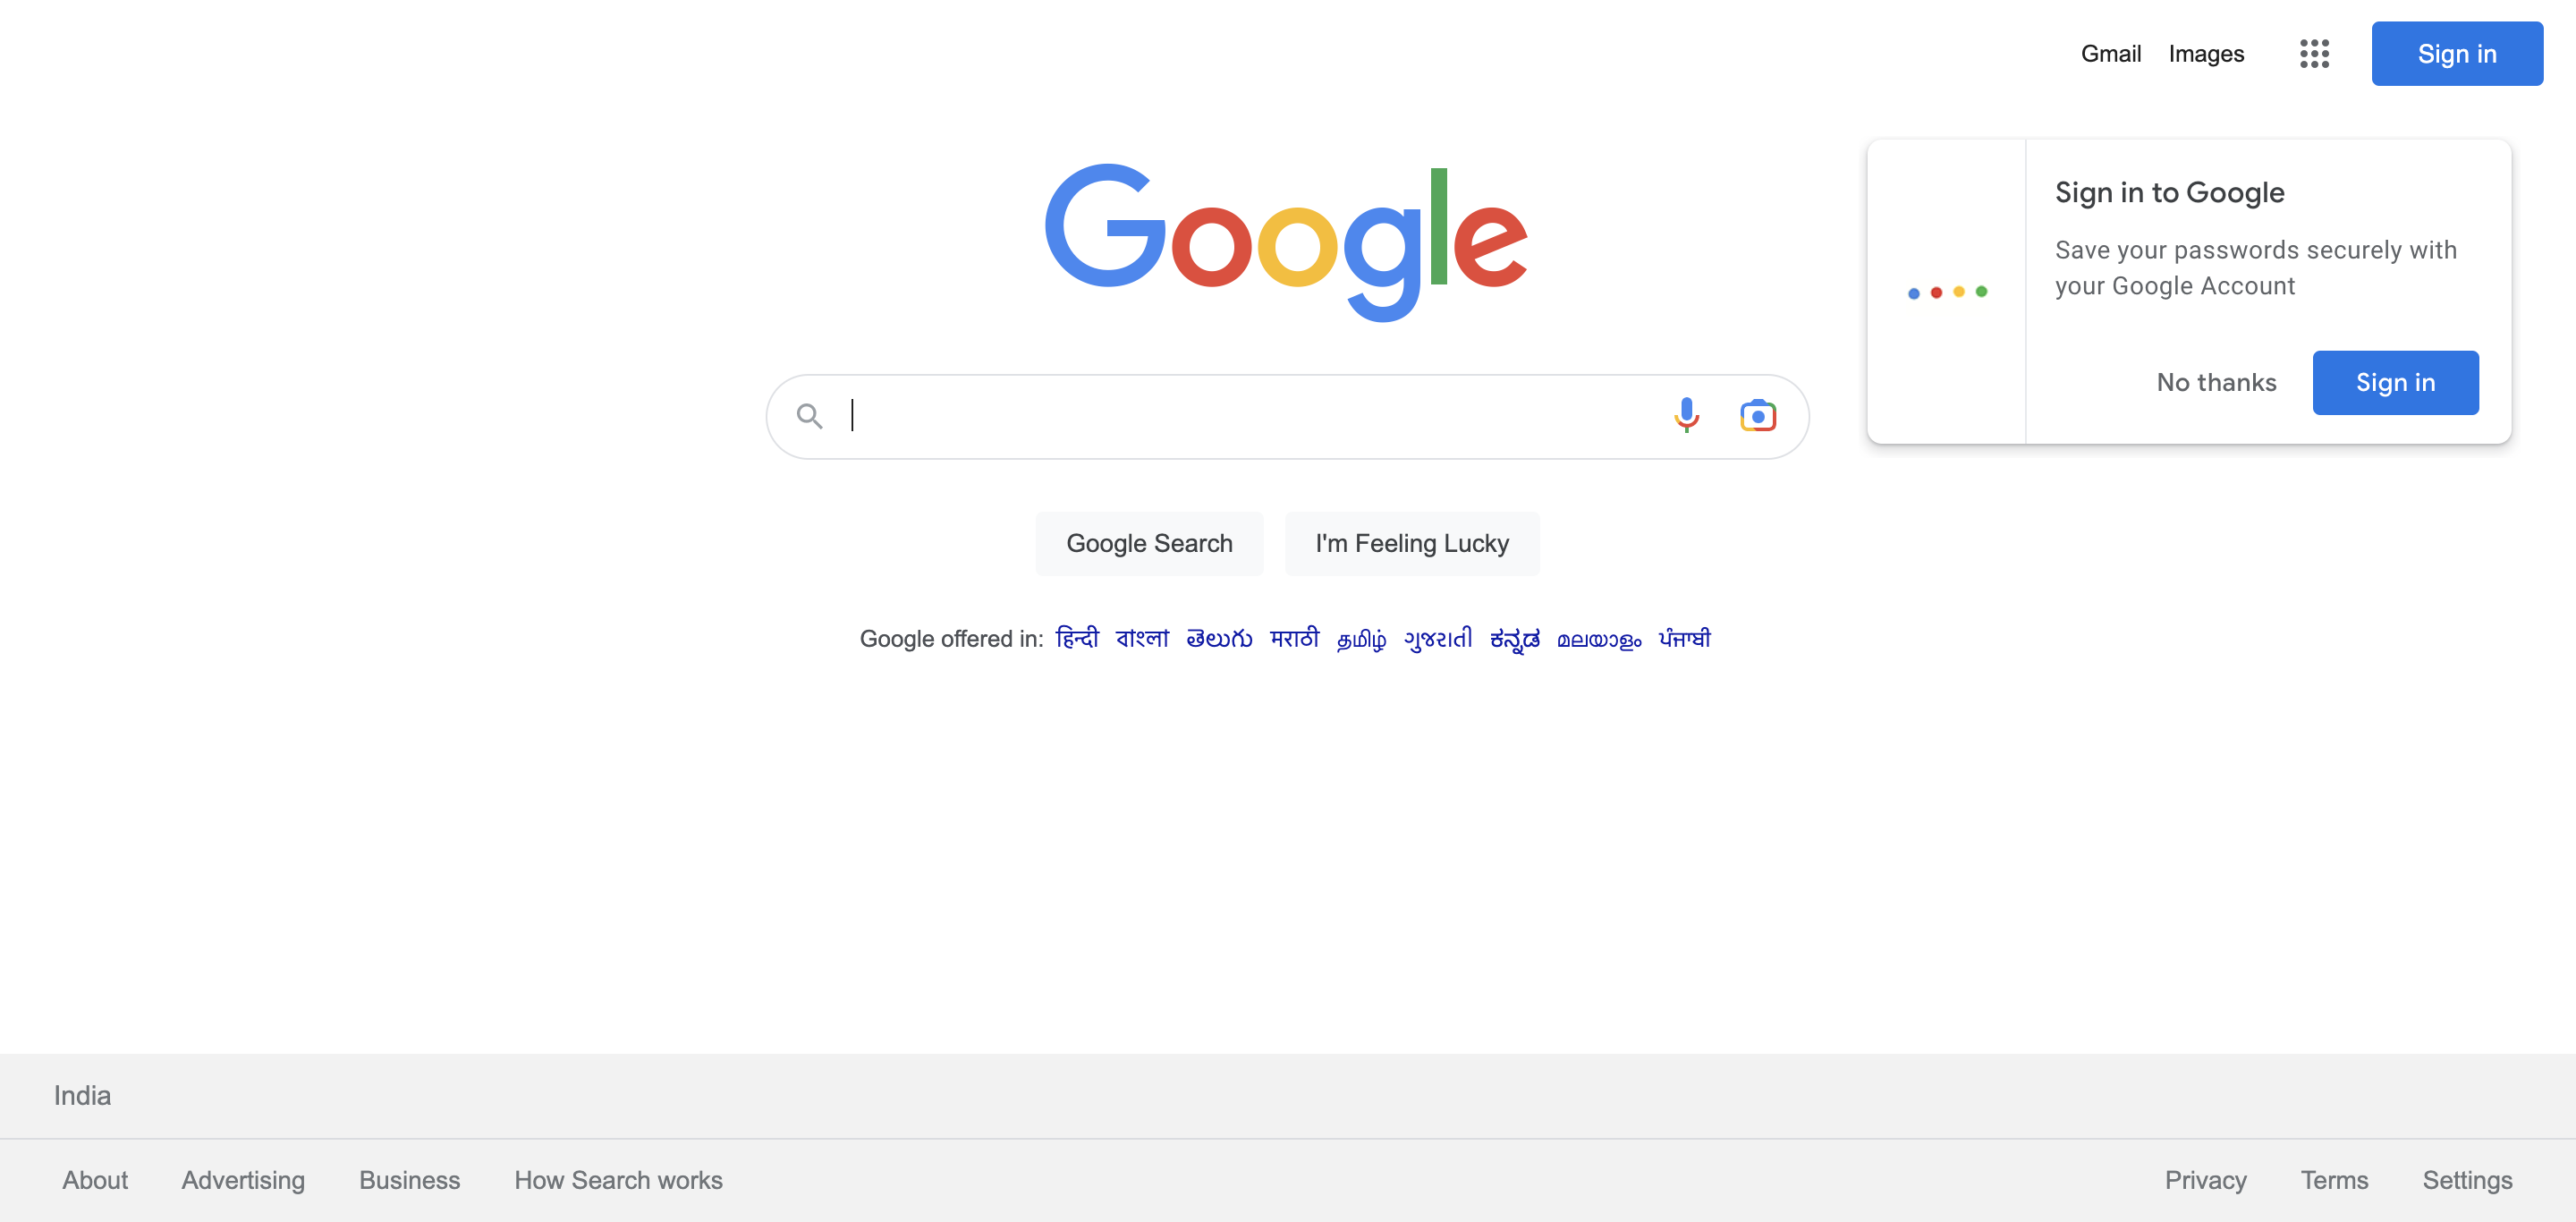 Gmail Images Sign in
Google
Sign in to Google
Save your passwords securely with
your Google Account
No thanks Sign in
Google Search I'm Feeling Lucky
Google offered in: हिन्दी বাংলা తెలుగు मराठी தமிழ் ગુજરાતી ಕನ್ನಡ മലയാളം ਪੰਜਾਬੀ
India
About Advertising Business How Search works Privacy Terms Settings